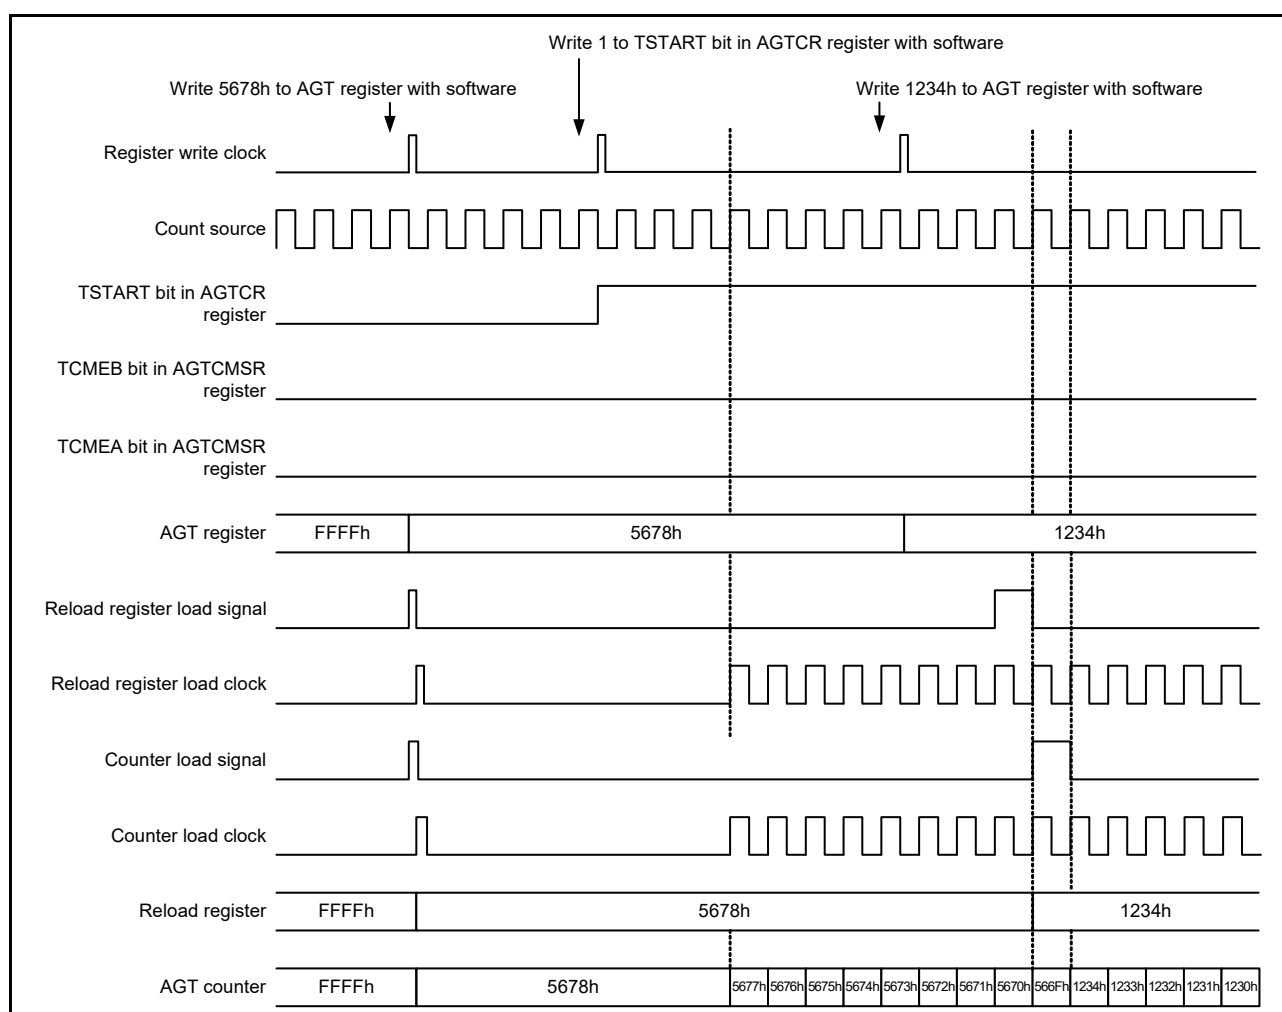 Write 1 to TSTART bit in AGTCR register with software
Write 5678h to AGT register with software
Write 1234h to AGT register with software
Register write clock
Count source
TSTART bit in AGTCR
register
TCMEB bit in AGTCMSR
register
TCMEA bit in AGTCMSR
register
AGT register FFFFh 5678h 1234h
Reload register load signal
Reload register load clock
Counter load signal
Counter load clock
Reload register FFFFh 5678h 1234h
AGT counter FFFFh 5678h 5677h 5676h 5675h 5674h 5673h 5672h 5671h 5670h 566Fh 1234h 1233h 1232h 1231h 1230h